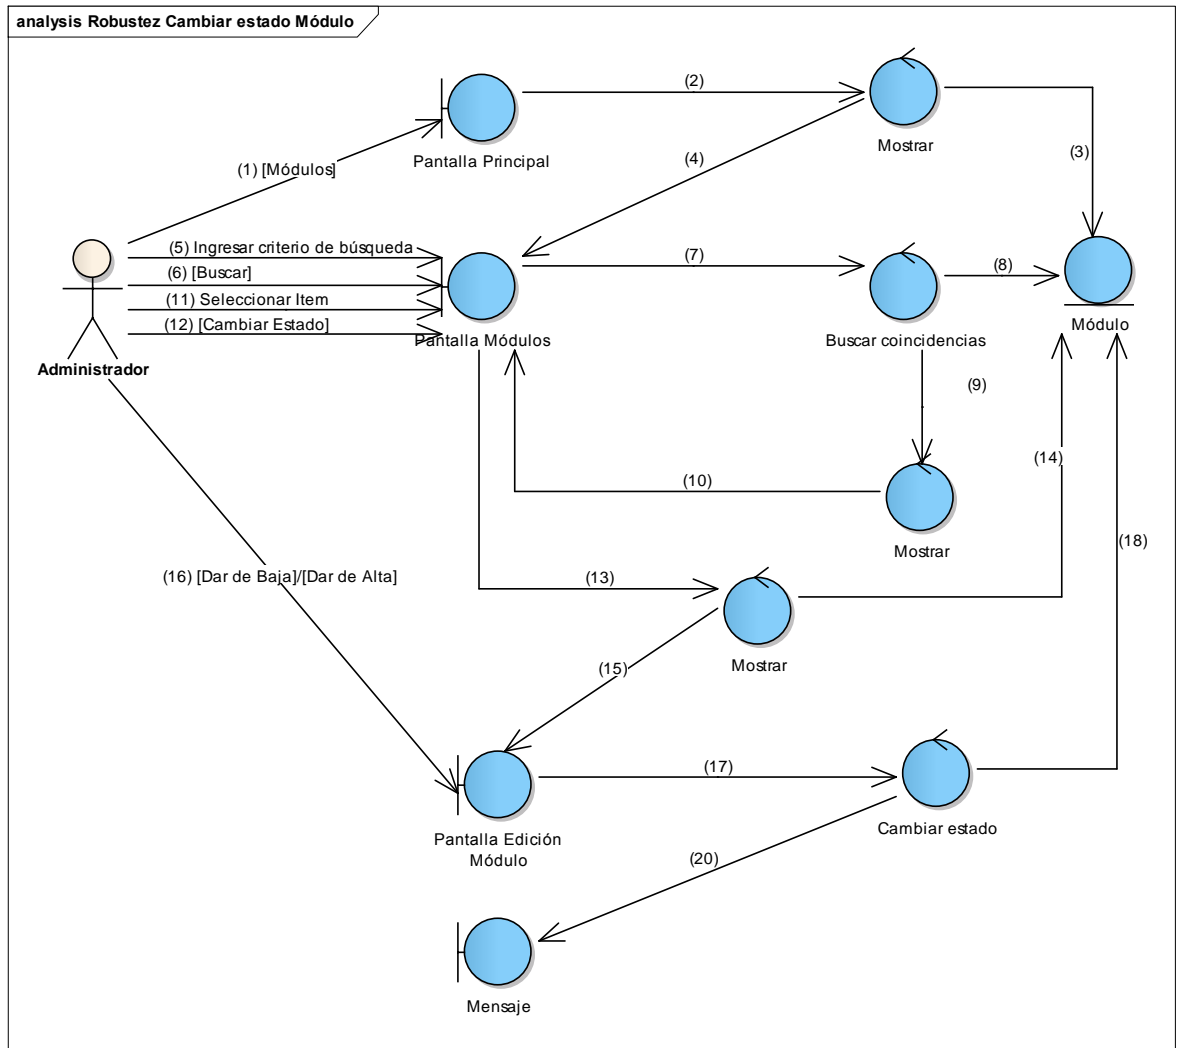 analysis Robustez Cambiar estado Módulo
(2)
Mostrar
Pantalla Principal
(1) [Módulos]
(4)
(3)
(5) Ingresar criterio de búsqueda
(6) [Buscar]
(11) Seleccionar Item
(12) [Cambiar Estado]
(7)
(8)
Administrador
Pantalla Módulos
Buscar coincidencias
Módulo
(9)
(14)
(10)
Mostrar
(18)
(16) [Dar de Baja]/[Dar de Alta]
(13)
Mostrar
(15)
(17)
Pantalla Edición
Módulo
Cambiar estado
(20)
Mensaje